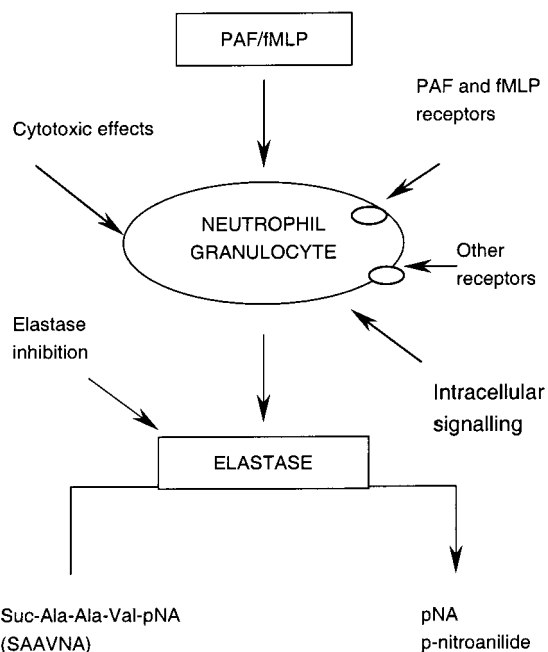 PAF/fMLP
PAF and fMLP
receptors
Cytotoxic effects
NEUTROPHIL
GRANULOCYTE
Other
receptors
Elastase
inhibition
Intracellular
signalling
ELASTASE
Suc-Ala-Ala-Val-pNA
(SAAVNA)
pNA
p-nitroanilide